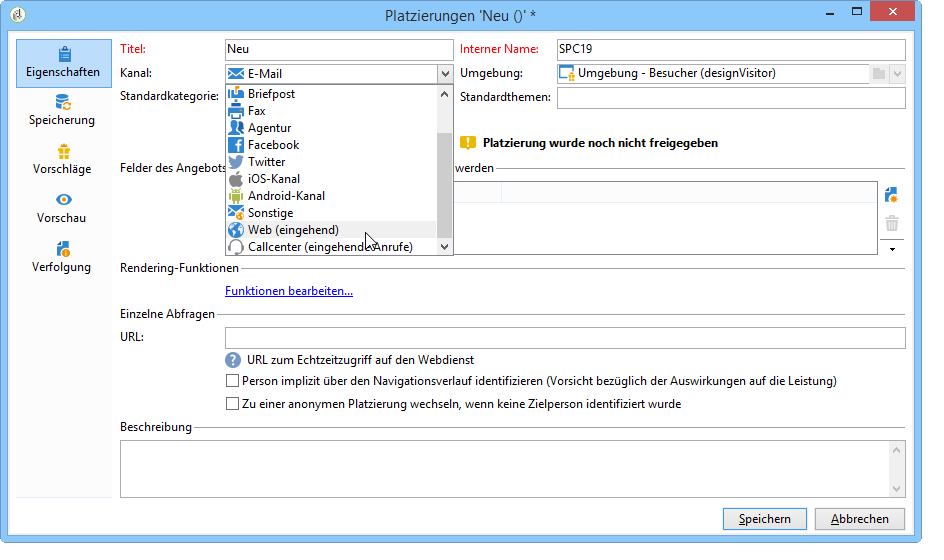 Platzierungen 'Neu ()' *
Eigenschaften
Speicherung
Vorschläge
Vorschau
Verfolgung
Titel: Neu Interner Name: SPC19
Kanal: E-Mail Umgebung: Umgebung - Besucher (designVisitor)
Standardkategorie: Standardthemen:
Briefpost
Fax
Agentur
Facebook
Twitter
iOS-Kanal
Android-Kanal
Sonstige
Web (eingehend)
Callcenter (eingehende Anrufe)
Platzierung wurde noch nicht freigegeben
Felder des Angebots werden
Rendering-Funktionen
Funktionen bearbeiten...
Einzelne Abfragen
URL:
URL zum Echtzeitzugriff auf den Webdienst
Person implizit über den Navigationsverlauf identifizieren (Vorsicht bezüglich der Auswirkungen auf die Leistung)
Zu einer anonymen Platzierung wechseln, wenn keine Zielperson identifiziert wurde
Beschreibung
Speichern Abbrechen